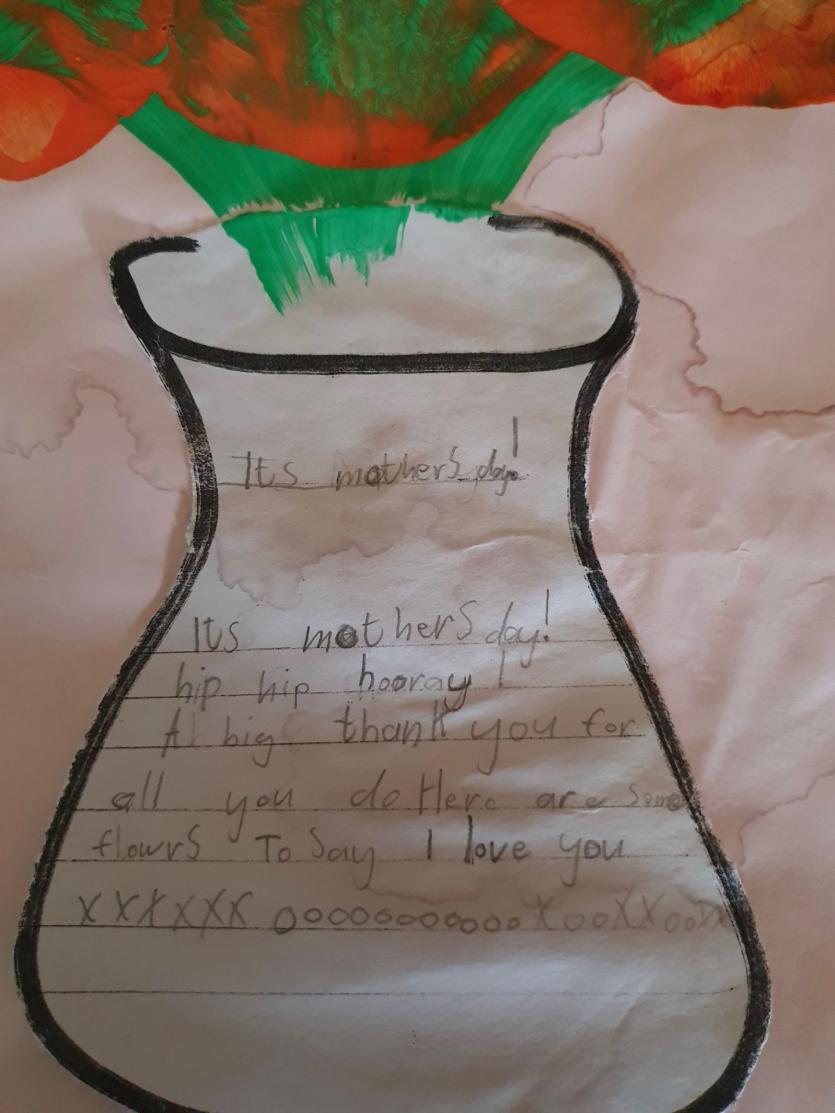 Its mothers day!
Its mothers day!
hip hip hooray !
A big thank you for
all you do Here are some
flowrs To Say I love you
XXXXXX ooooooooooo XooXXooXX